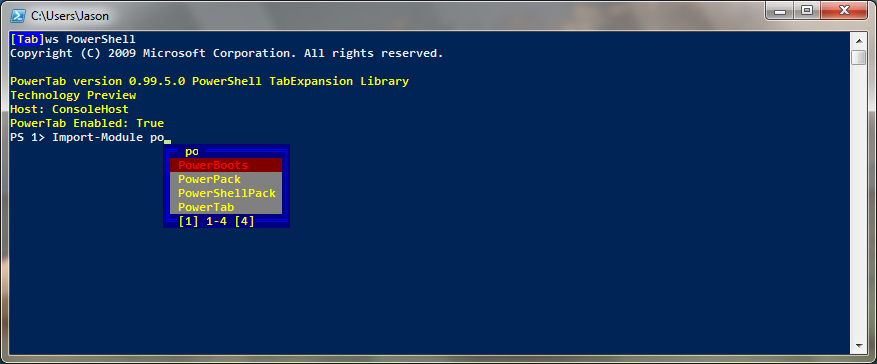 C:\Users\Jason
[Tab]ws PowerShell
Copyright (C) 2009 Microsoft Corporation. All rights reserved.
PowerTab version 0.99.5.0 PowerShell TabExpansion Library
Technology Preview
Host: ConsoleHost
PowerTab Enabled: True
PS 1> Import-Module po
po
PowerBoots
PowerPack
PowerShellPack
PowerTab
[1] 1-4 [4]